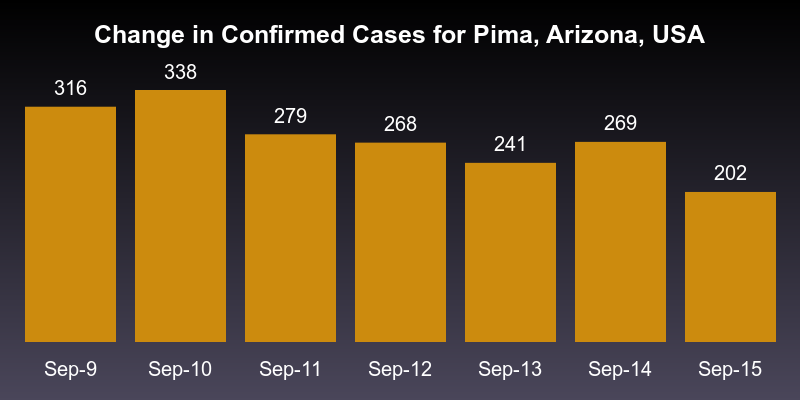 Change in Confirmed Cases for Pima, Arizona, USA
316
338
279
268
241
269
202
Sep-9
Sep-10
Sep-11
Sep-12
Sep-13
Sep-14
Sep-15